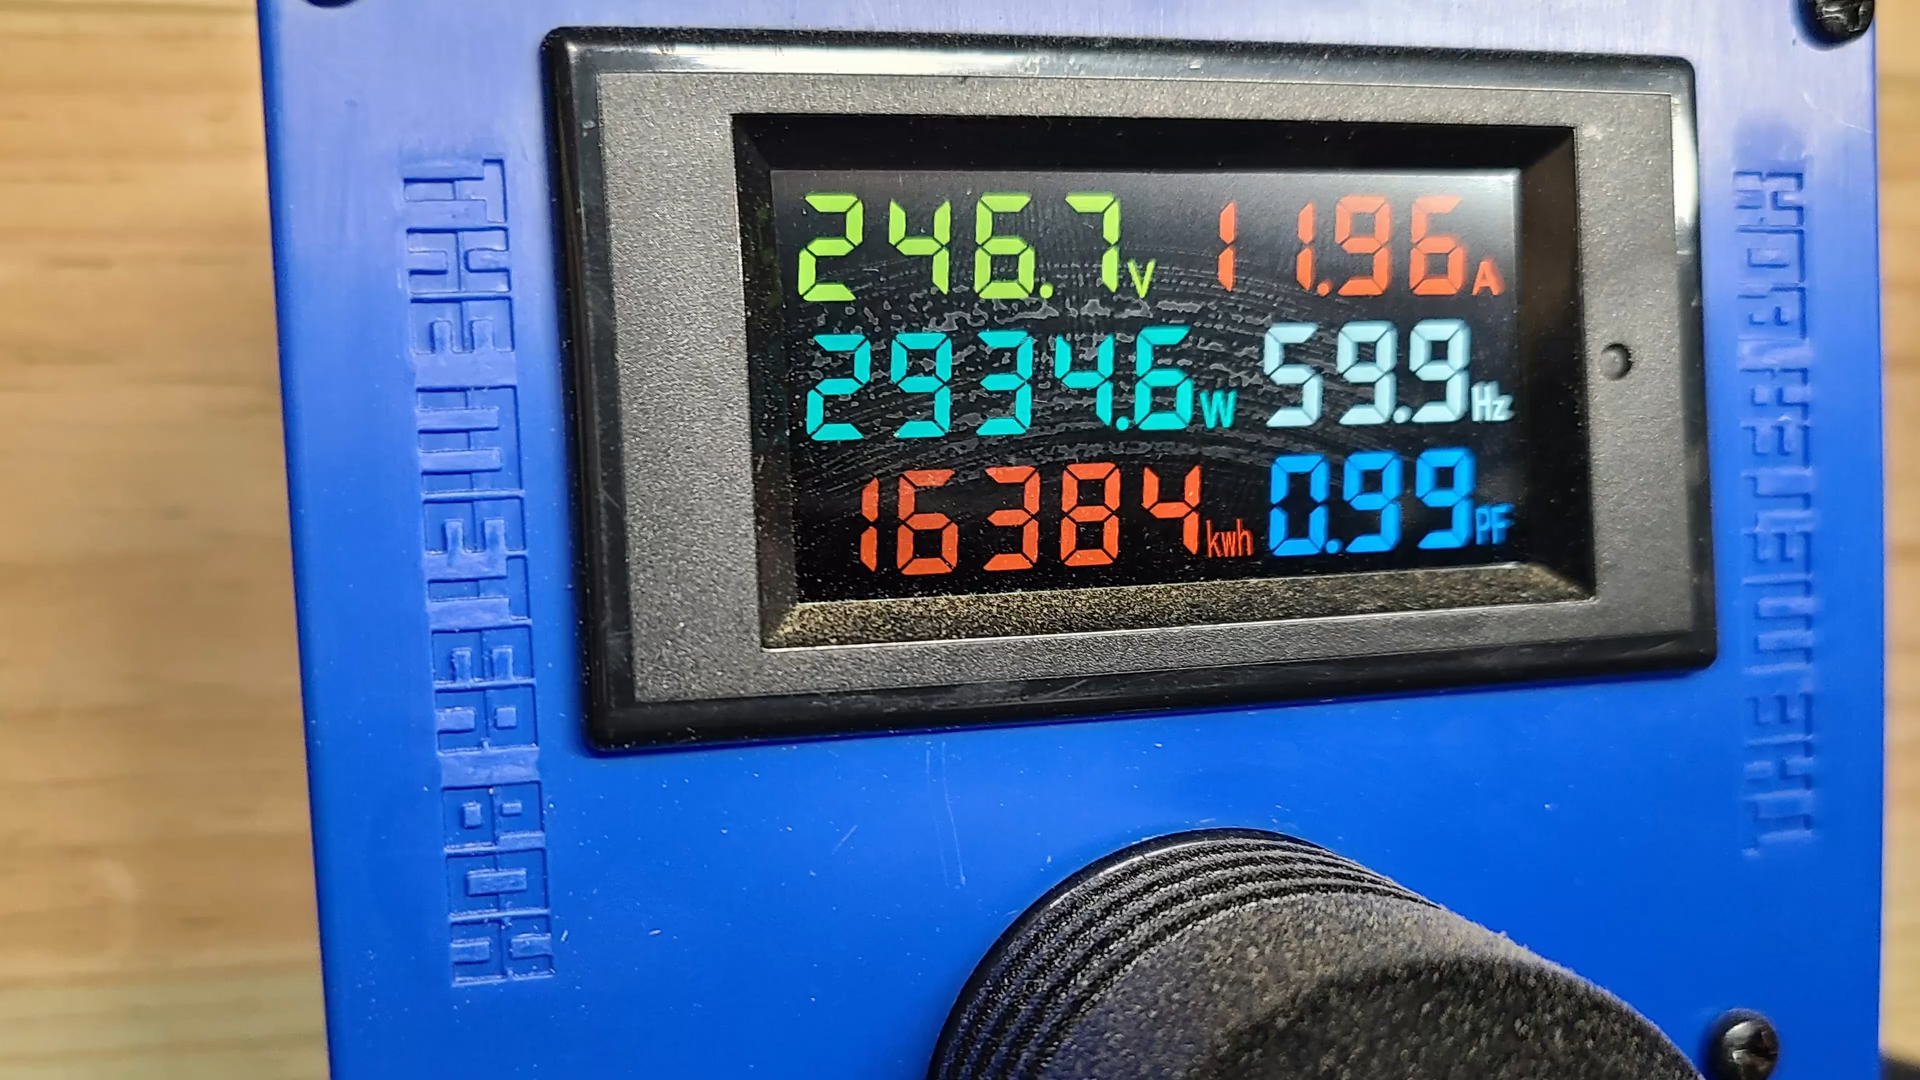 THE METER BOX
246.7V 11.96A
2934.6W 59.9Hz
16384kwh 0.99PF
THE METER BOX